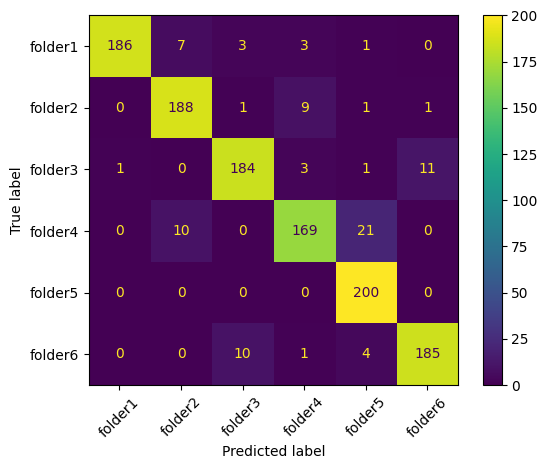 folder1 186 7 3 3 1 0
folder2 0 188 1 9 1 1
folder3 1 0 184 3 1 11
folder4 0 10 0 169 21 0
folder5 0 0 0 0 200 0
folder6 0 0 10 1 4 185
True label
folder1 folder2 folder3 folder4 folder5 folder6
Predicted label
200
175
150
125
100
75
50
25
0